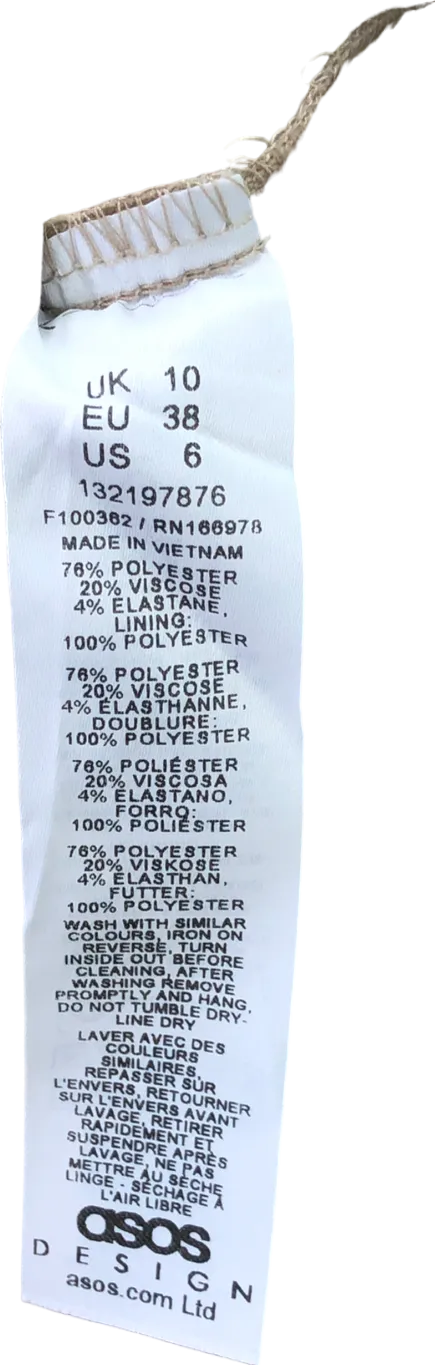 UK 10
EU 38
US 6
132197876
F100362 / RN166978
MADE IN VIETNAM
76% POLYESTER
20% VISCOSE
4% ELASTANE,
LINING:
100% POLYESTER
76% POLYESTER
20% VISCOSE
4% ÉLASTHANNE,
DOUBLURE:
100% POLYESTER
76% POLIÉSTER
20% VISCOSA
4% ELASTANO,
FORRO:
100% POLIÉSTER
76% POLYESTER
20% VISKOSE
4% ELASTHAN,
FUTTER:
100% POLYESTER
WASH WITH SIMILAR
COLOURS, IRON ON
REVERSE, TURN
INSIDE OUT BEFORE
CLEANING, AFTER
WASHING REMOVE
PROMPTLY AND HANG,
DO NOT TUMBLE DRY-
LINE DRY
LAVER AVEC DES
COULEURS
SIMILAIRES,
REPASSER SUR
L'ENVERS, RETOURNER
SUR L'ENVERS AVANT
LAVAGE, RETIRER
RAPIDEMENT ET
SUSPENDRE APRÈS
LAVAGE, NE PAS
METTRE AU SÈCHE
LINGE - SÉCHAGE À
L'AIR LIBRE
asos
DESIGN
asos.com Ltd